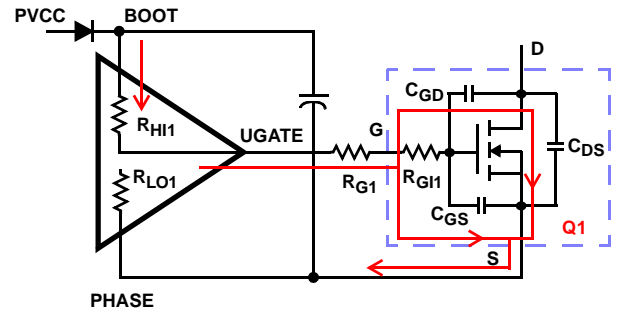 PVCC
BOOT
D
CGD
RHI1
UGATE
G
CDS
RLO1
RG1
RGI1
CGS
Q1
S
PHASE